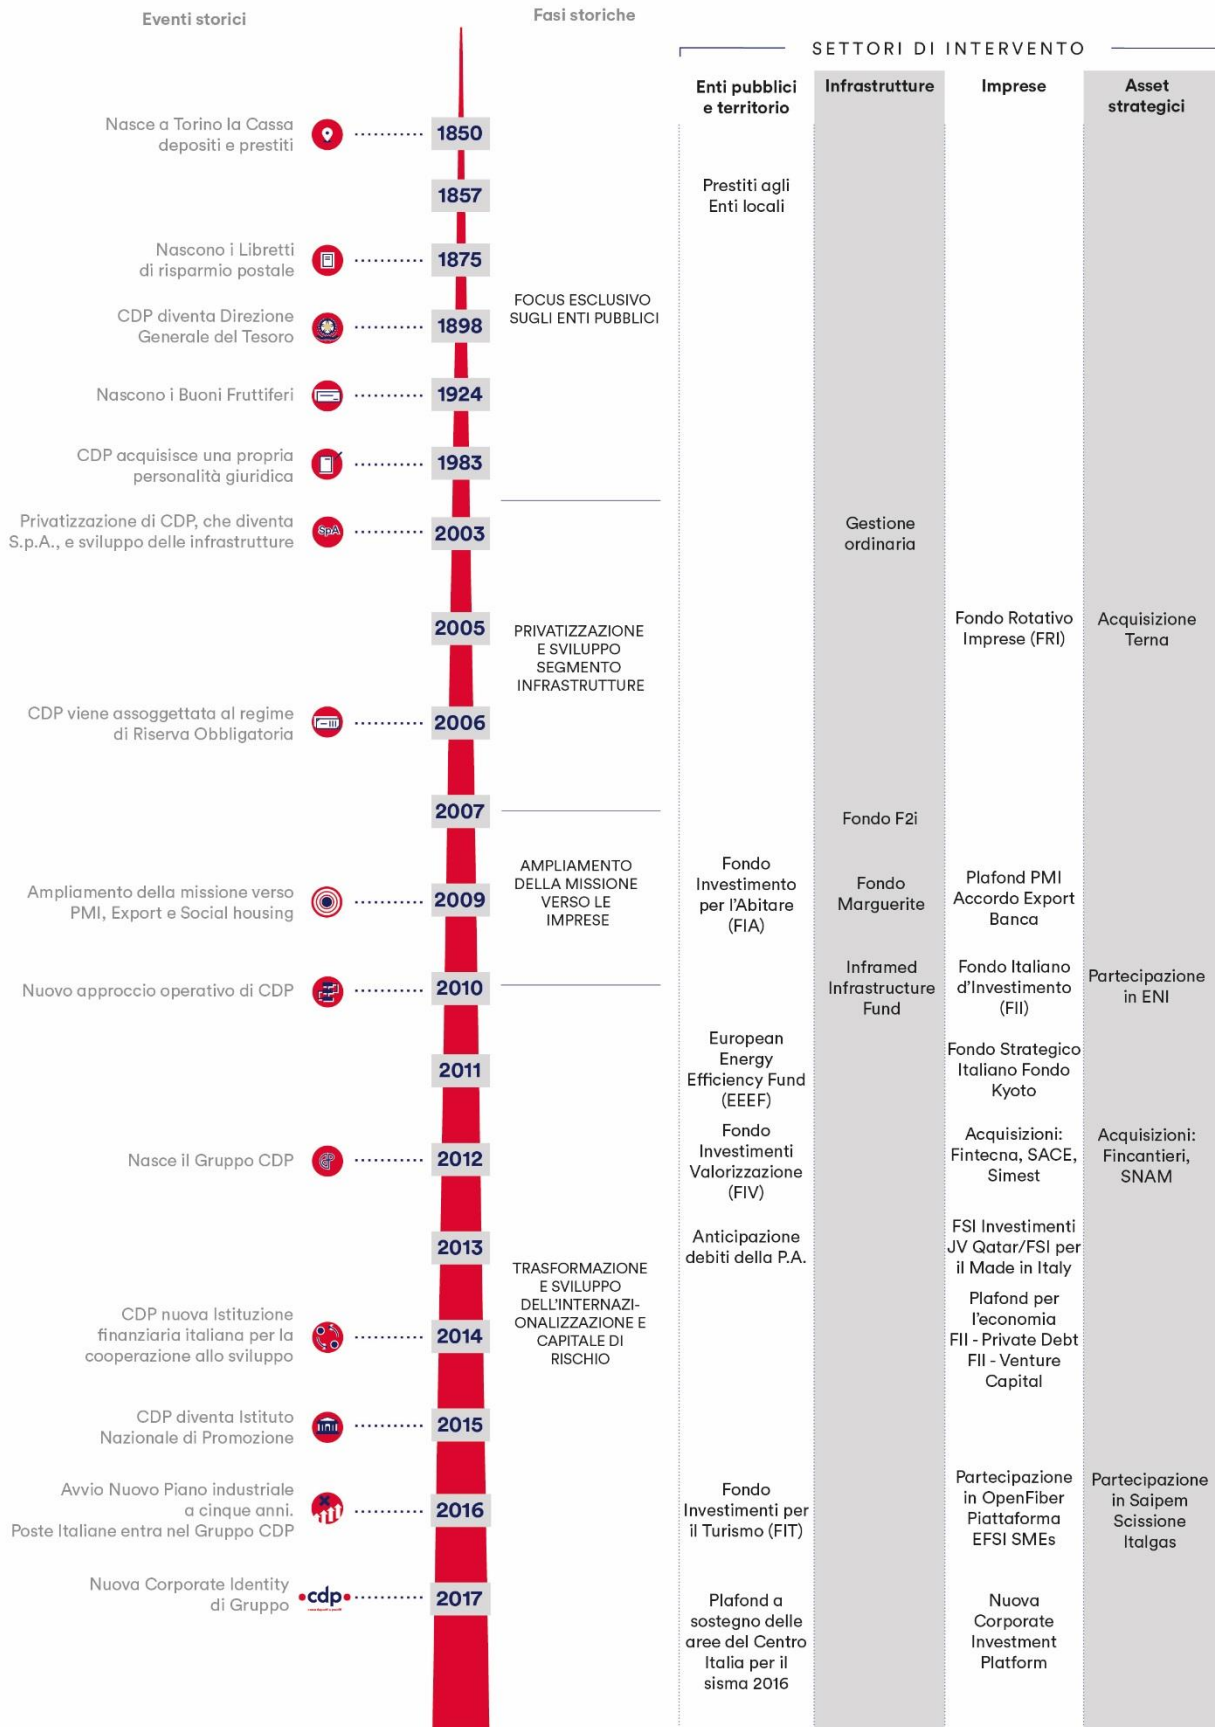 Eventi storici
Fasi storiche
SETTORI DI INTERVENTO
Enti pubblici
e territorio
Infrastrutture
Imprese
Asset
strategici
Nasce a Torino la Cassa
depositi e prestiti
1850
1857
Prestiti agli
Enti locali
Nascono i Libretti
di risparmio postale
1875
FOCUS ESCLUSIVO
SUGLI ENTI PUBBLICI
CDP diventa Direzione
Generale del Tesoro
1898
Nascono i Buoni Fruttiferi
1924
CDP acquisisce una propria
personalità giuridica
1983
Privatizzazione di CDP, che diventa
S.p.A., e sviluppo delle infrastrutture
SpA
2003
Gestione
ordinaria
2005
PRIVATIZZAZIONE
E SVILUPPO
SEGMENTO
INFRASTRUTTURE
Fondo Rotativo
Imprese (FRI)
Acquisizione
Terna
CDP viene assoggettata al regime
di Riserva Obbligatoria
2006
2007
Fondo F2i
Ampliamento della missione verso
PMI, Export e Social housing
2009
AMPLIAMENTO
DELLA MISSIONE
VERSO LE
IMPRESE
Fondo
Investimento
per l'Abitare
(FIA)
Fondo
Marguerite
Plafond PMI
Accordo Export
Banca
Nuovo approccio operativo di CDP
2010
Inframed
Infrastructure
Fund
Fondo Italiano
d'Investimento
(FII)
Partecipazione
in ENI
2011
European
Energy
Efficiency Fund
(EEEF)
Fondo Strategico
Italiano Fondo
Kyoto
Nasce il Gruppo CDP
2012
Fondo
Investimenti
Valorizzazione
(FIV)
Acquisizioni:
Fintecna, SACE,
Simest
Acquisizioni:
Fincantieri,
SNAM
2013
Anticipazione
debiti della P.A.
FSI Investimenti
JV Qatar/FSI per
il Made in Italy
TRASFORMAZIONE
E SVILUPPO
DELL'INTERNAZI-
ONALIZZAZIONE E
CAPITALE DI
RISCHIO
CDP nuova Istituzione
finanziaria italiana per la
cooperazione allo sviluppo
2014
Plafond per
l'economia
FII - Private Debt
FII - Venture
Capital
CDP diventa Istituto
Nazionale di Promozione
2015
Avvio Nuovo Piano industriale
a cinque anni.
Poste Italiane entra nel Gruppo CDP
2016
Fondo
Investimenti per
il Turismo (FIT)
Partecipazione
in OpenFiber
Piattaforma
EFSI SMEs
Partecipazione
in Saipem
Scissione
Italgas
Nuova Corporate Identity
di Gruppo
cdp
2017
Plafond a
sostegno delle
aree del Centro
Italia per il
sisma 2016
Nuova
Corporate
Investment
Platform